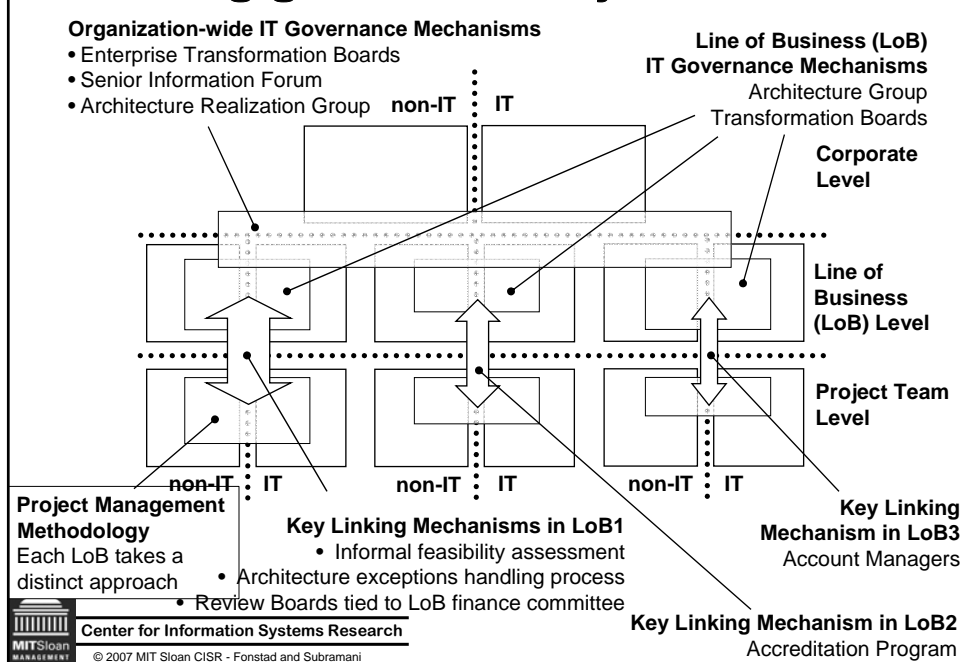 Organization-wide IT Governance Mechanisms
• Enterprise Transformation Boards
• Senior Information Forum
• Architecture Realization Group
Line of Business (LoB)
IT Governance Mechanisms
Architecture Group
Transformation Boards
non-IT IT
Corporate
Level
Line of
Business
(LoB) Level
Project Team
Level
non-IT IT
non-IT IT
non-IT IT
Project Management
Methodology
Each LoB takes a
distinct approach
Key Linking Mechanisms in LoB1
• Informal feasibility assessment
• Architecture exceptions handling process
• Review Boards tied to LoB finance committee
Key Linking
Mechanism in LoB3
Account Managers
Key Linking Mechanism in LoB2
Accreditation Program
MITSloan
MANAGEMENT
Center for Information Systems Research
© 2007 MIT Sloan CISR - Fonstad and Subramani